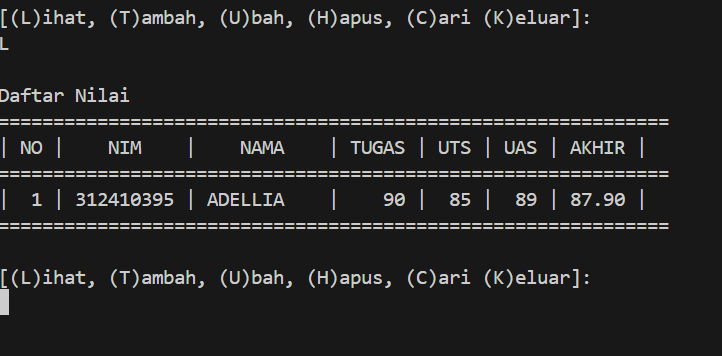 [(L)ihat, (T)ambah, (U)bah, (H)apus, (C)ari (K)eluar]:
L
Daftar Nilai
=============================================================
| NO |    NIM    |    NAMA    | TUGAS | UTS | UAS | AKHIR |
=============================================================
|  1 | 312410395 | ADELLIA    |    90 |  85 |  89 | 87.90 |
=============================================================
[(L)ihat, (T)ambah, (U)bah, (H)apus, (C)ari (K)eluar]: